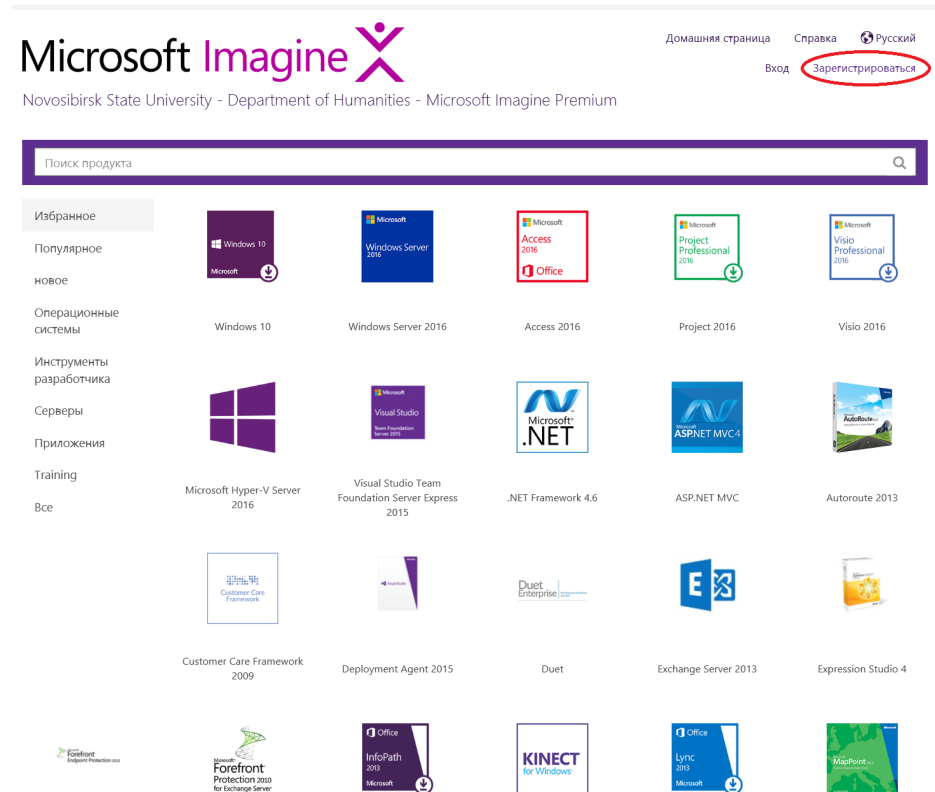 Microsoft Imagine
Домашняя страница Справка Русский
Вход Зарегистрироваться
Novosibirsk State University - Department of Humanities - Microsoft Imagine Premium
Поиск продукта
Избранное
Популярное
новое
Операционные
системы
Инструменты
разработчика
Серверы
Приложения
Training
Все
Windows 10
Microsoft
Microsoft
Windows Server
2016
Microsoft
Access
2016
Office
Microsoft
Project
Professional
2016
Microsoft
Visio
Professional
2016
Windows 10
Windows Server 2016
Access 2016
Project 2016
Visio 2016
Microsoft
Visual Studio
Team Foundation
Server 2015
Microsoft
.NET
Microsoft
ASP.NET MVC4
AutoRoute
Microsoft Hyper-V Server
2016
Visual Studio Team
Foundation Server Express
2015
.NET Framework 4.6
ASP.NET MVC
Autoroute 2013
Customer Care
Framework
Visual Studio
Duet
Enterprise
E
Customer Care Framework
2009
Deployment Agent 2015
Duet
Exchange Server 2013
Expression Studio 4
Forefront
Endpoint Protection 2010
Microsoft
Forefront
Protection 2010
for Exchange Server
Office
InfoPath
2013
Microsoft
KINECT
for Windows
Office
Lync
2013
Microsoft
Microsoft
MapPoint